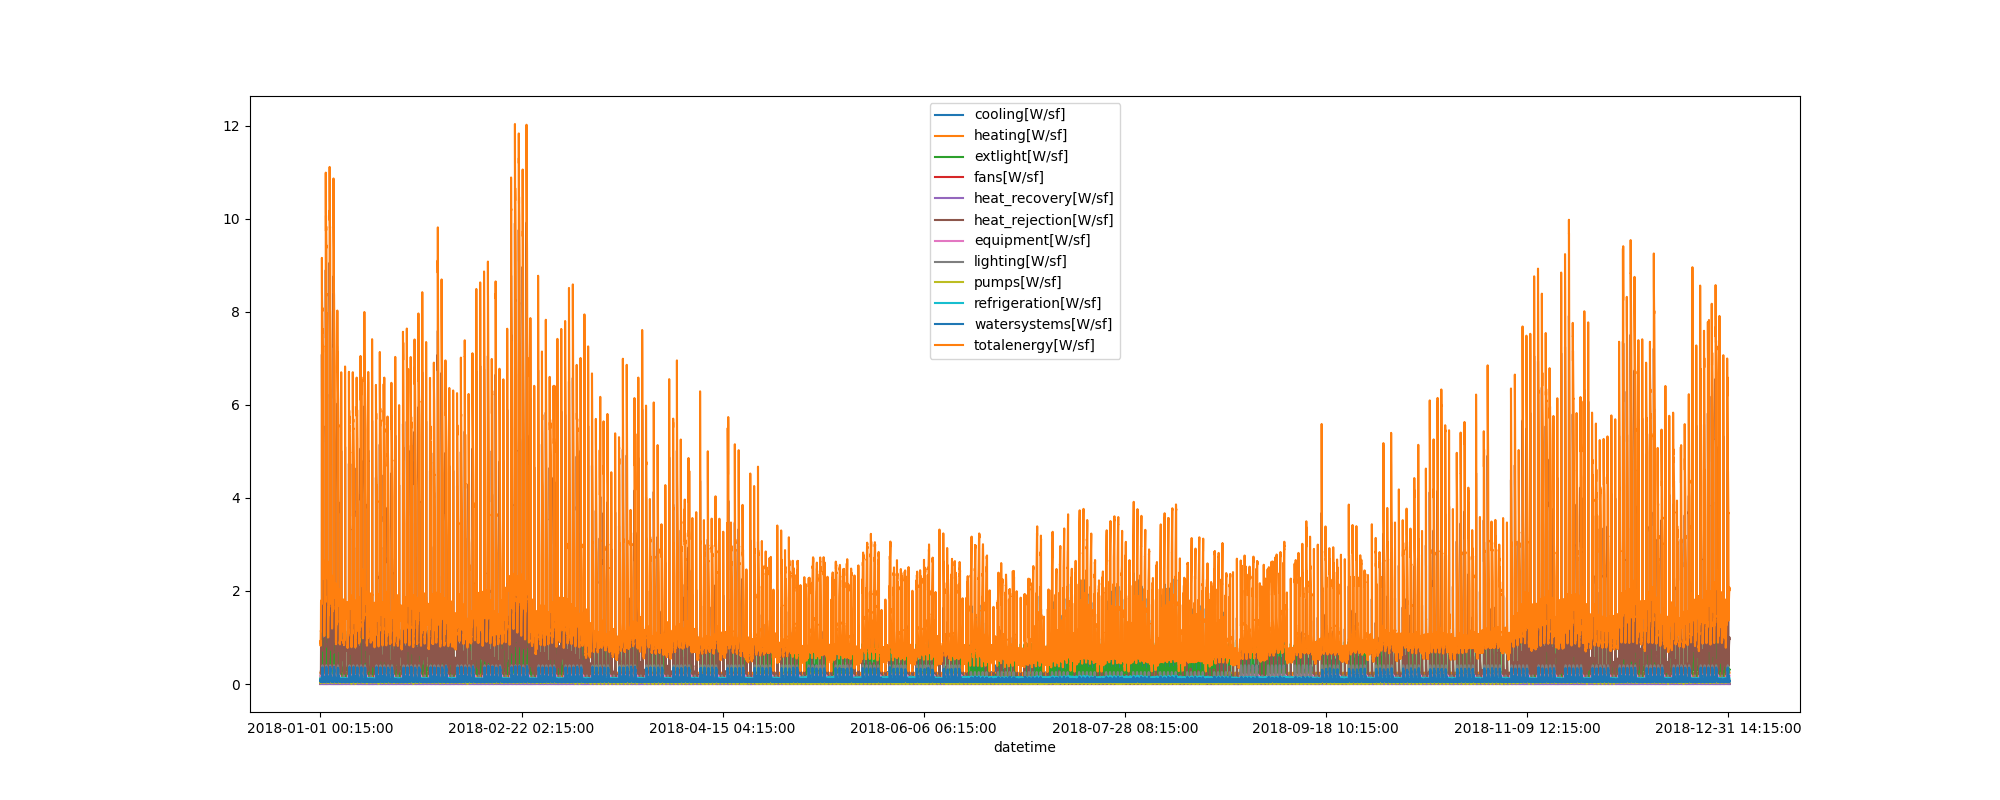 12
10
8
6
4
2
0
cooling[W/sf]
heating[W/sf]
extlight[W/sf]
fans[W/sf]
heat_recovery[W/sf]
heat_rejection[W/sf]
equipment[W/sf]
lighting[W/sf]
pumps[W/sf]
refrigeration[W/sf]
watersystems[W/sf]
totalenergy[W/sf]
2018-01-01 00:15:00 2018-02-22 02:15:00 2018-04-15 04:15:00 2018-06-06 06:15:00 2018-07-28 08:15:00 2018-09-18 10:15:00 2018-11-09 12:15:00 2018-12-31 14:15:00
datetime